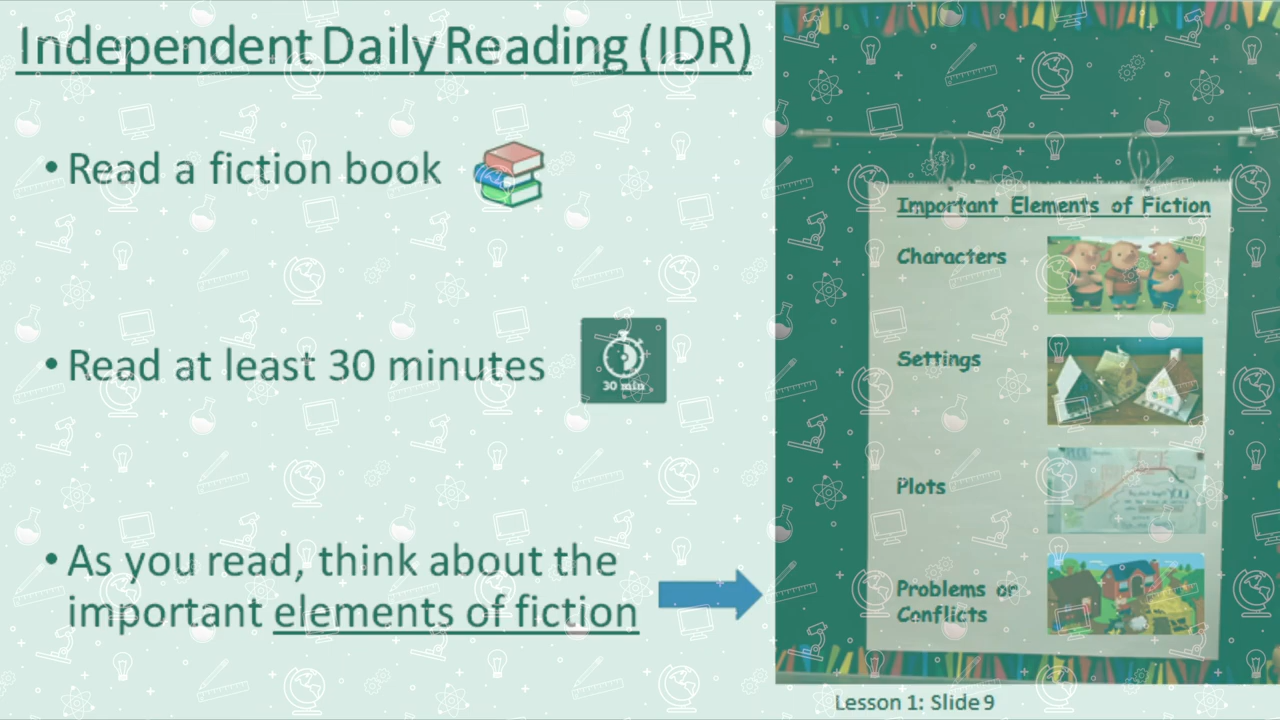 Independent Daily Reading (IDR)
• Read a fiction book
• Read at least 30 minutes
30 min
• As you read, think about the
important elements of fiction
Important Elements of Fiction
Characters
Settings
Plots
Problems or
Conflicts
Lesson 1: Slide 9